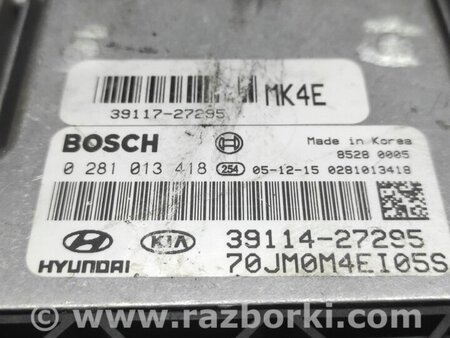 MK4E
39117-27295
BOSCH
Made in Korea
8528 0005
0 281 013 418 254 05-12-15 0281013418
HYUNDAI KIA 39114-27295
70JM0M4EI05S
www.razborki.com